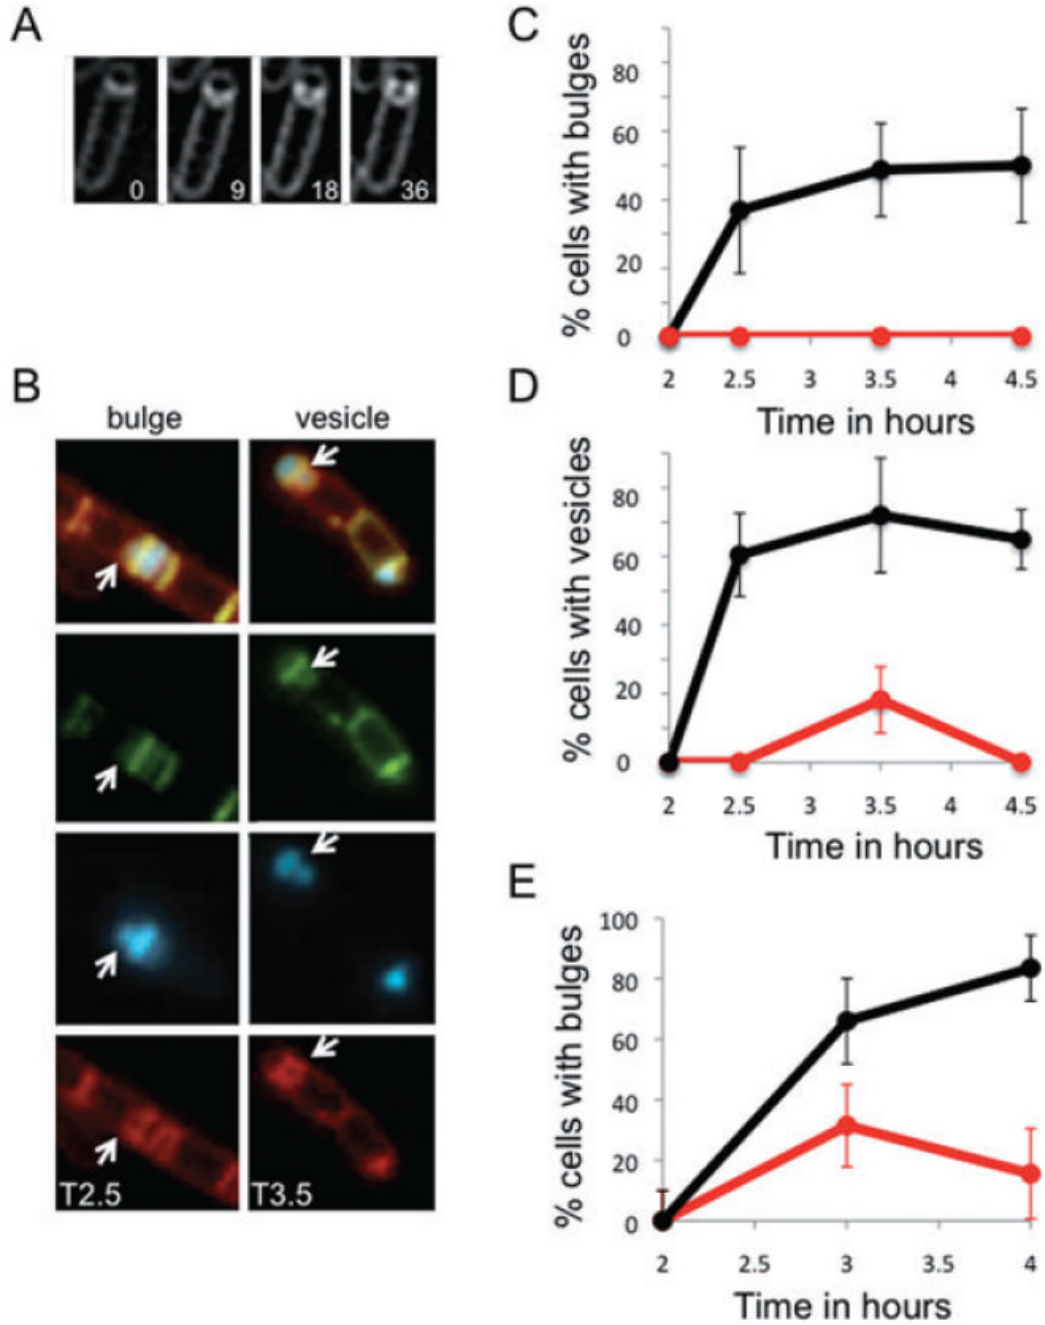 A
0 9 18 36
B
bulge vesicle
T2.5 T3.5
C
% cells with bulges
80
60
40
20
0
2 2.5 3 3.5 4 4.5
Time in hours
D
% cells with vesicles
80
60
40
20
0
2 2.5 3 3.5 4 4.5
Time in hours
E
% cells with bulges
100
80
60
40
20
0
2 2.5 3 3.5 4
Time in hours